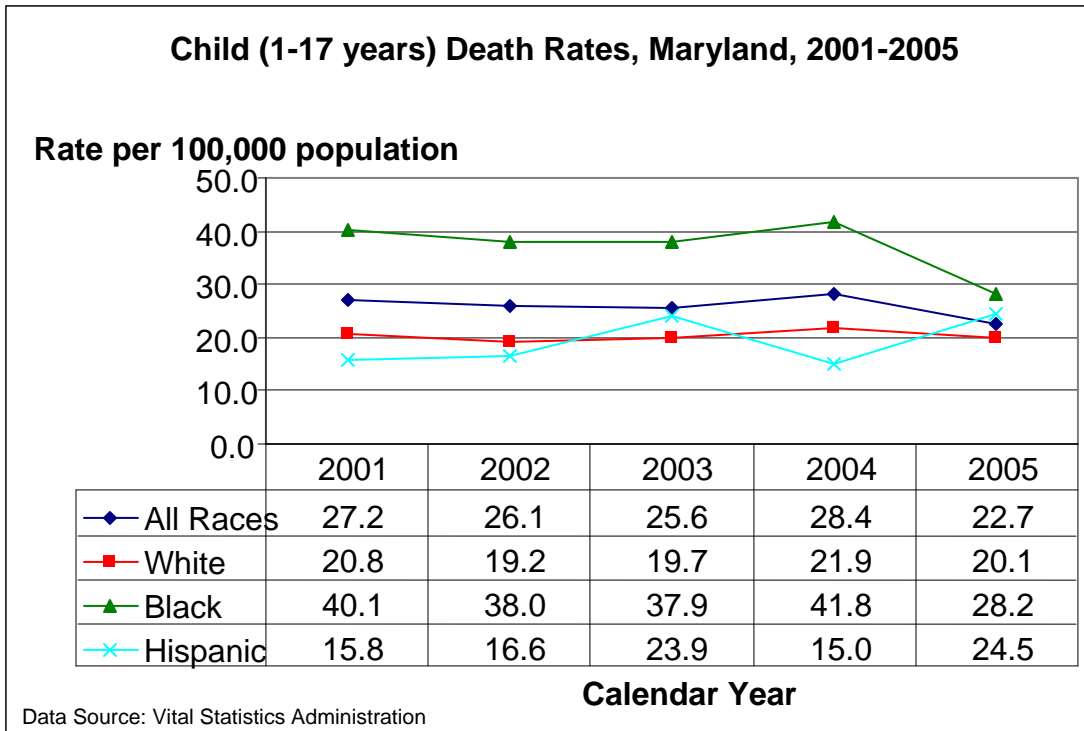 Child (1-17 years) Death Rates, Maryland, 2001-2005
Rate per 100,000 population
50.0
40.0
30.0
20.0
10.0
0.0
2001 2002 2003 2004 2005
All Races 27.2 26.1 25.6 28.4 22.7
White 20.8 19.2 19.7 21.9 20.1
Black 40.1 38.0 37.9 41.8 28.2
Hispanic 15.8 16.6 23.9 15.0 24.5
Calendar Year
Data Source: Vital Statistics Administration